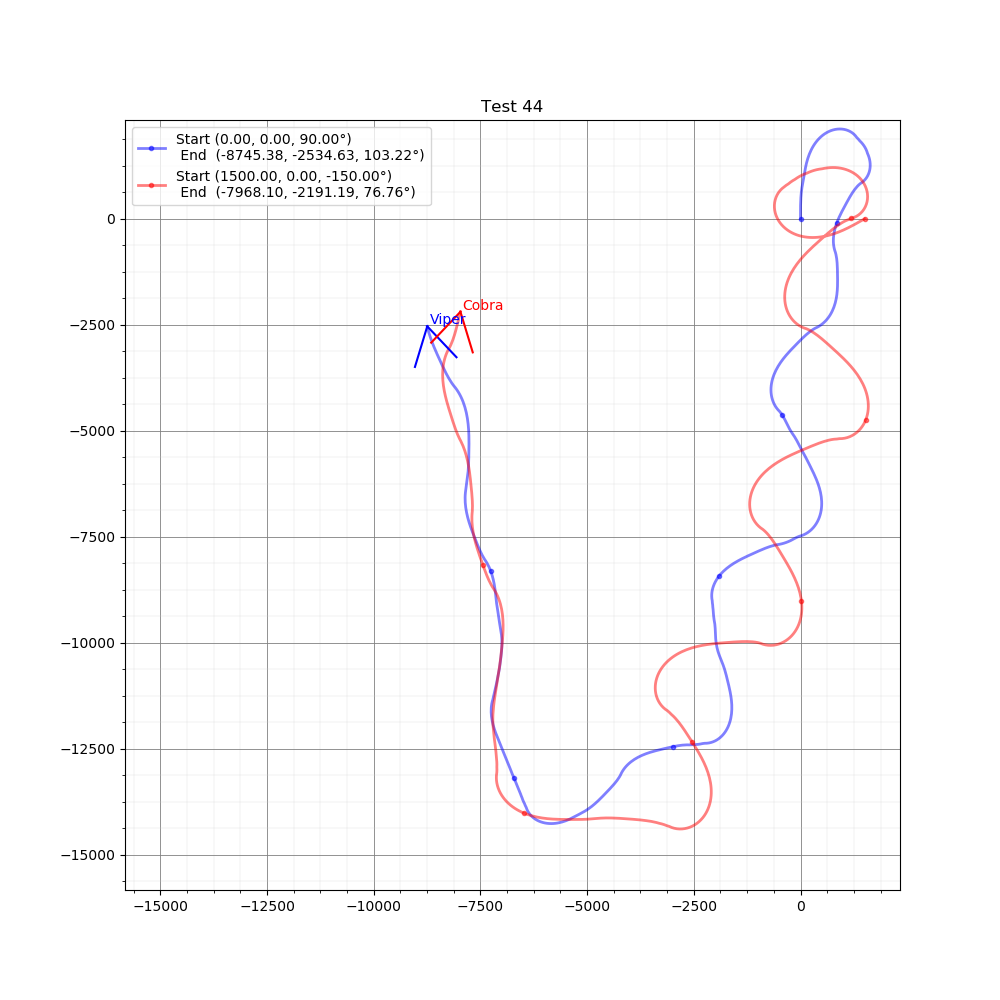 Test 44
Start (0.00, 0.00, 90.00°)
End (-8745.38, -2534.63, 103.22°)
Start (1500.00, 0.00, -150.00°)
End (-7968.10, -2191.19, 76.76°)
0
−2500
−5000
−7500
−10000
−12500
−15000
Cobra
Viper
−15000 −12500 −10000 −7500 −5000 −2500 0